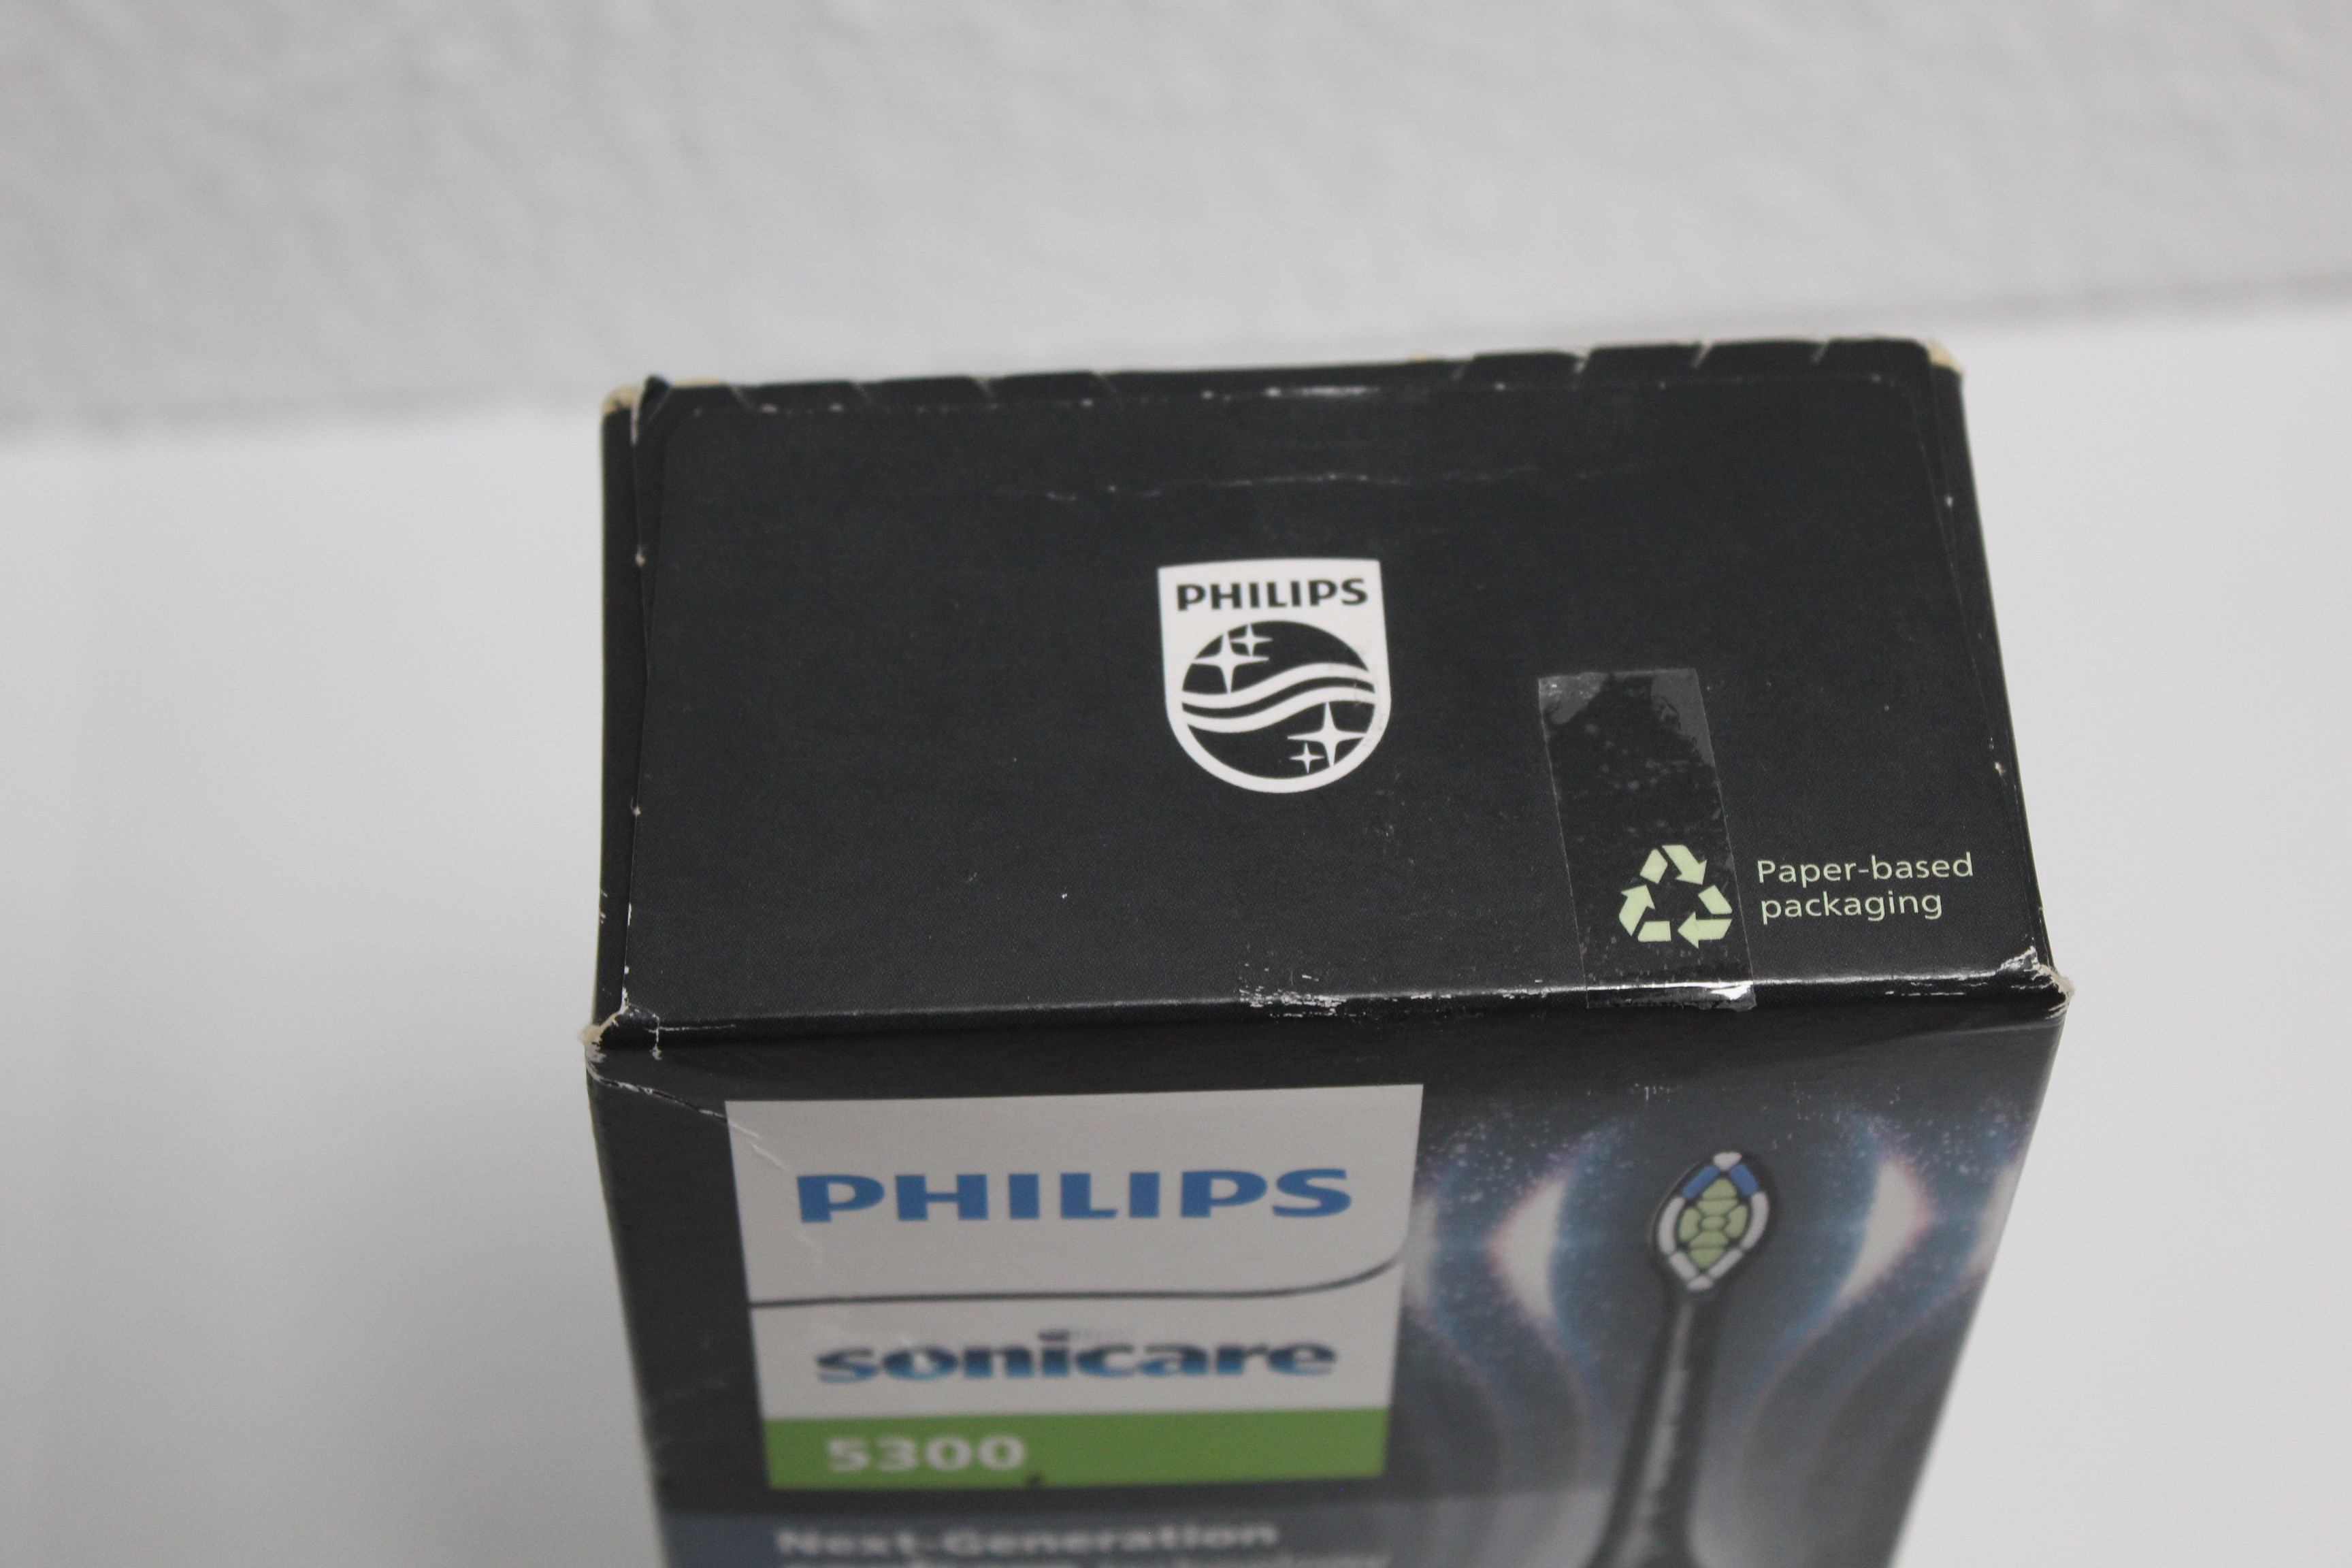 PHILIPS
Paper-based
packaging
PHILIPS
sonicare
5300
Next-Generation